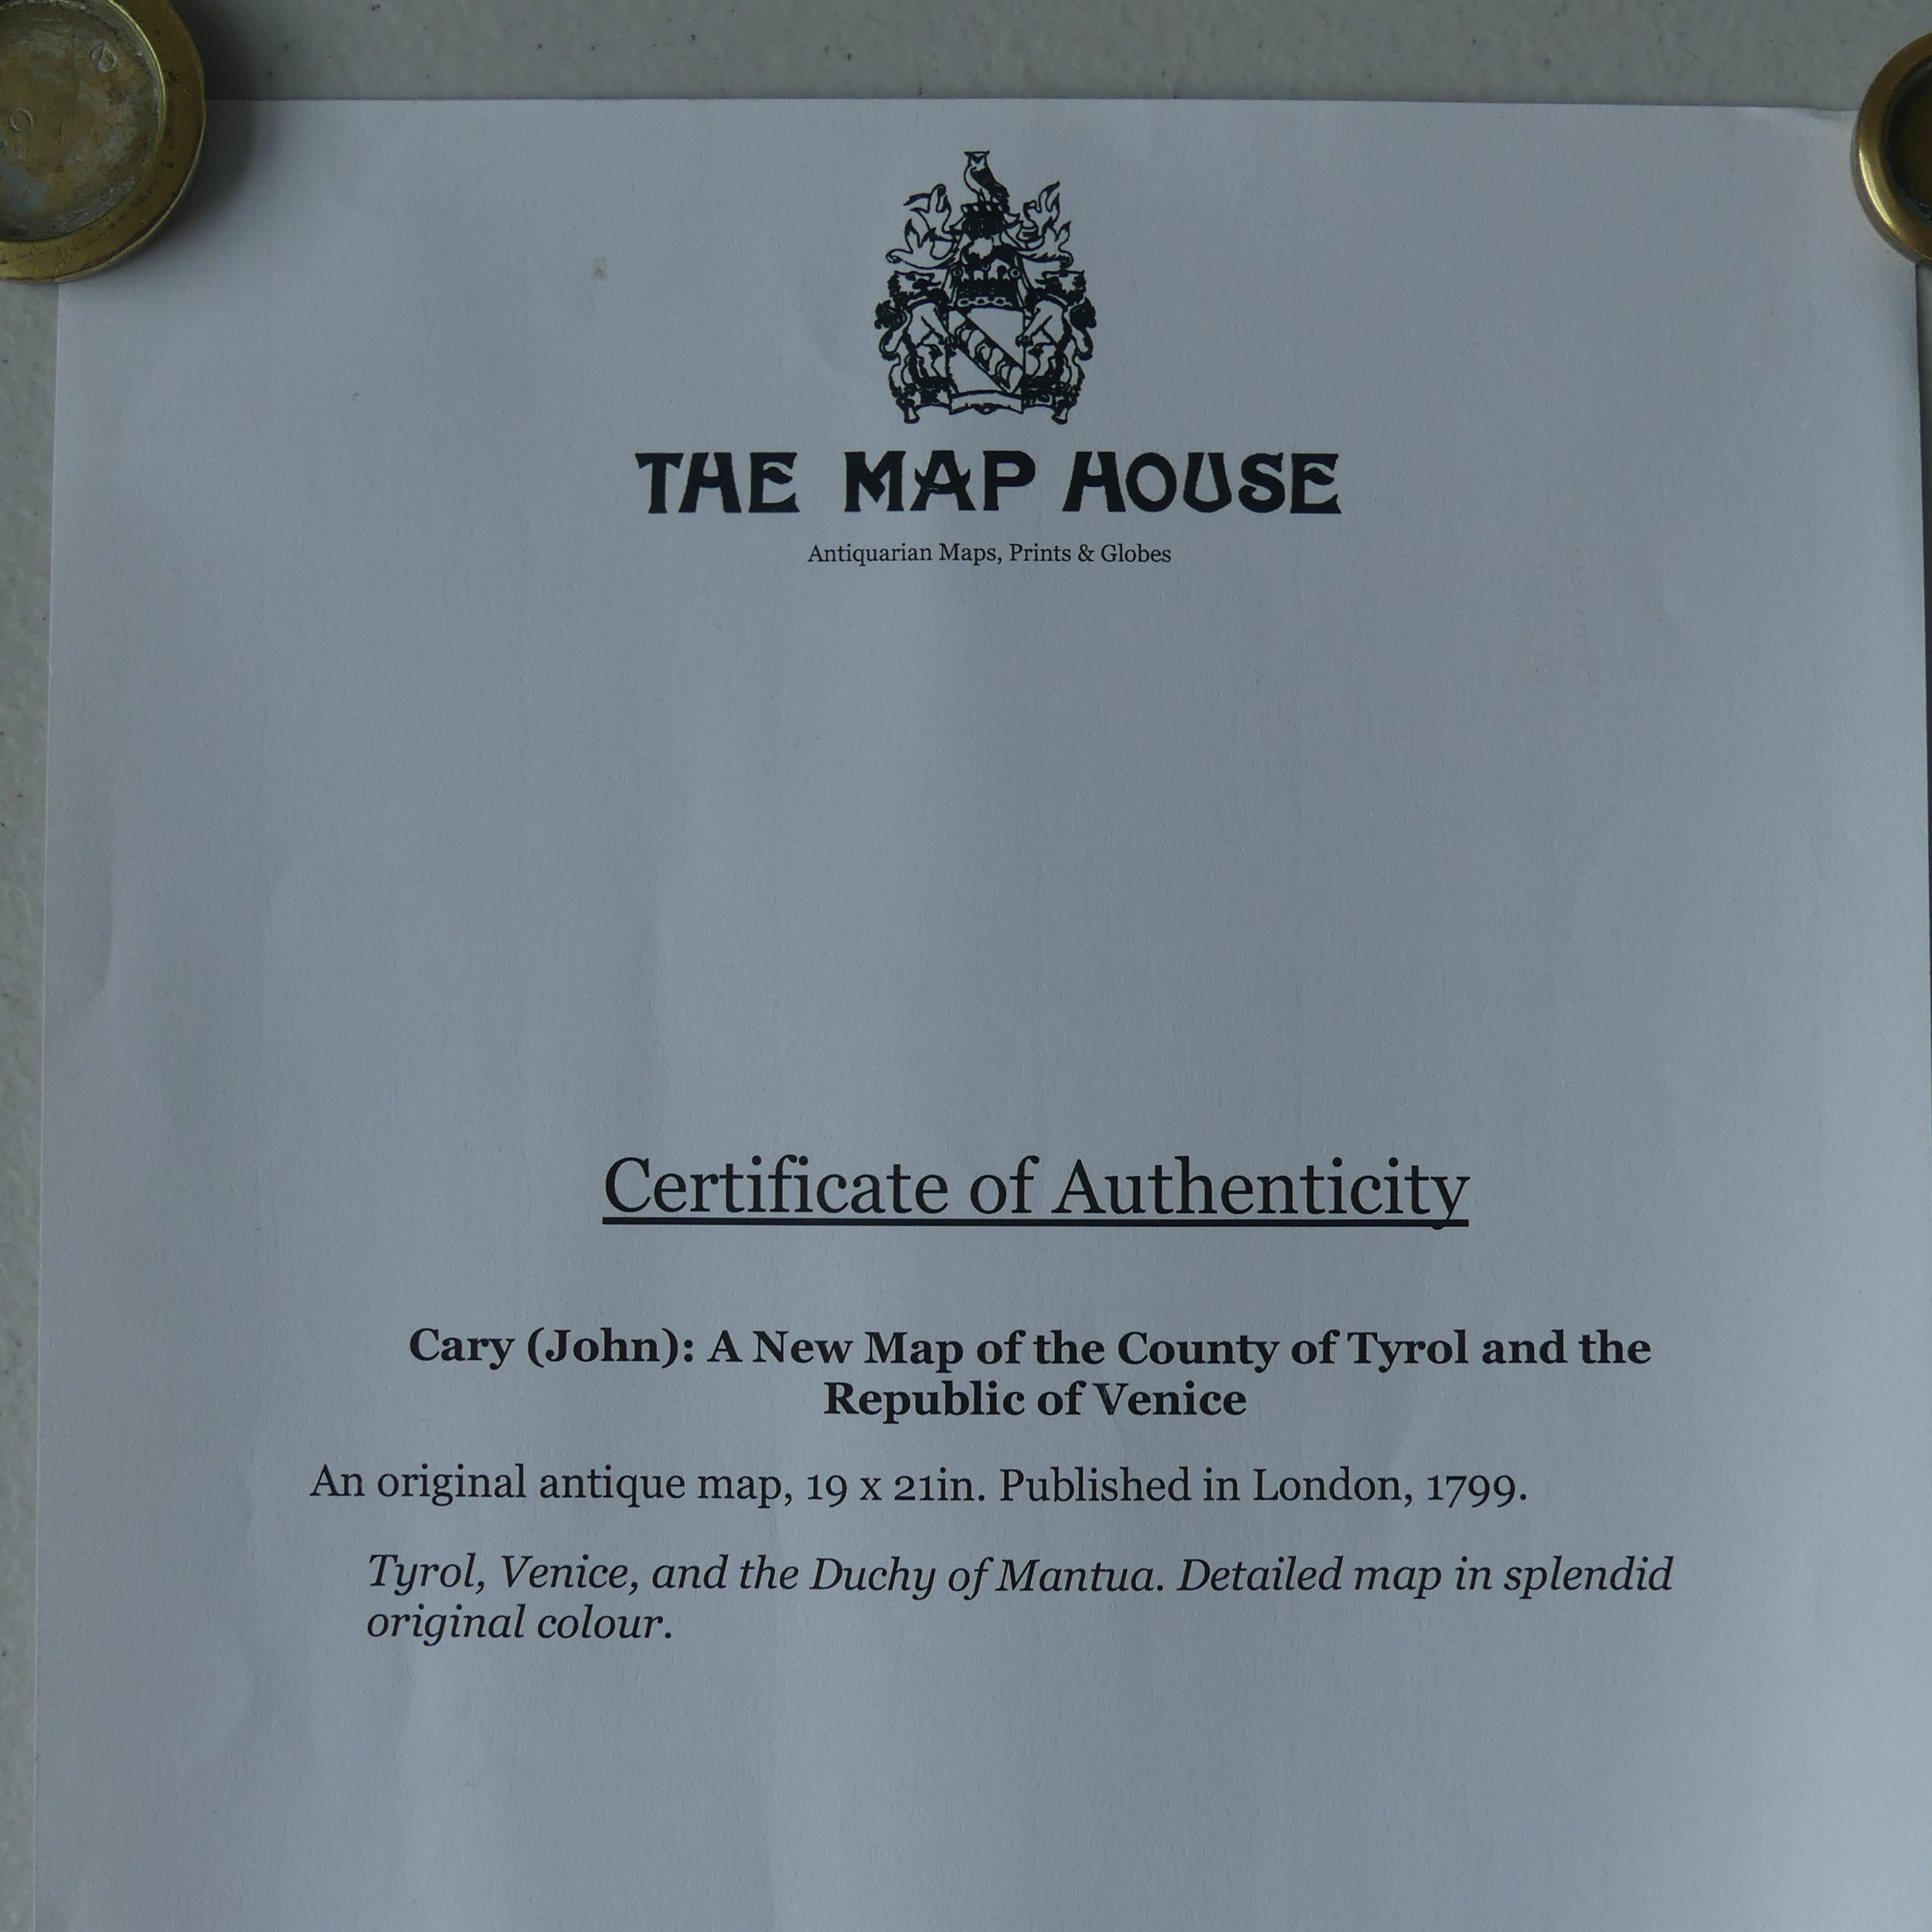 THE MAP HOUSE
Antiquarian Maps, Prints & Globes
Certificate of Authenticity
Cary (John): A New Map of the County of Tyrol and the
Republic of Venice
An original antique map, 19 x 21in. Published in London, 1799.
Tyrol, Venice, and the Duchy of Mantua. Detailed map in splendid
original colour.